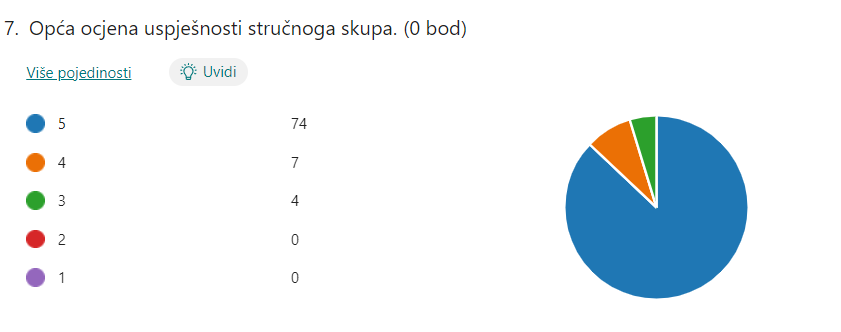 7. Opća ocjena uspješnosti stručnoga skupa. (0 bod)
Više pojedinosti
Uvidi
5 74
4 7
3 4
2 0
1 0